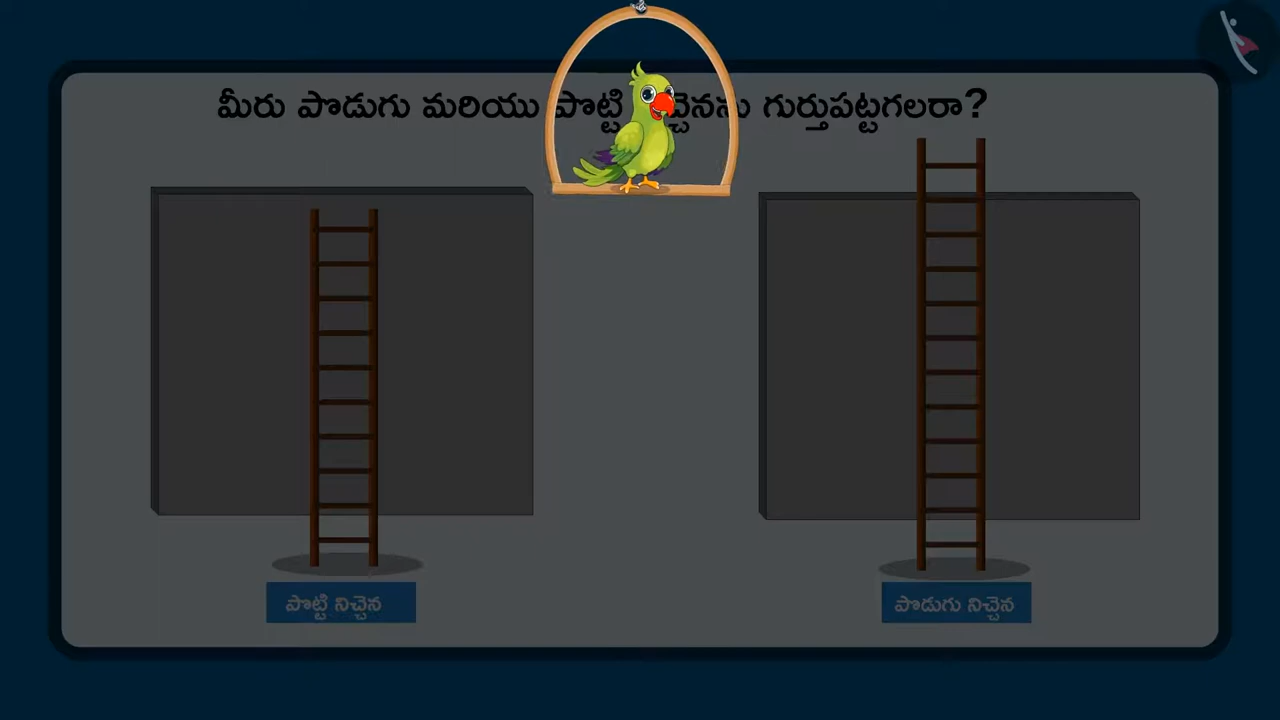 మీరు పొడుగు మరియు పొట్టి గుర్తుపట్టగలరా?
పొట్టి నిచ్చెన
పొడుగు నిచ్చెన